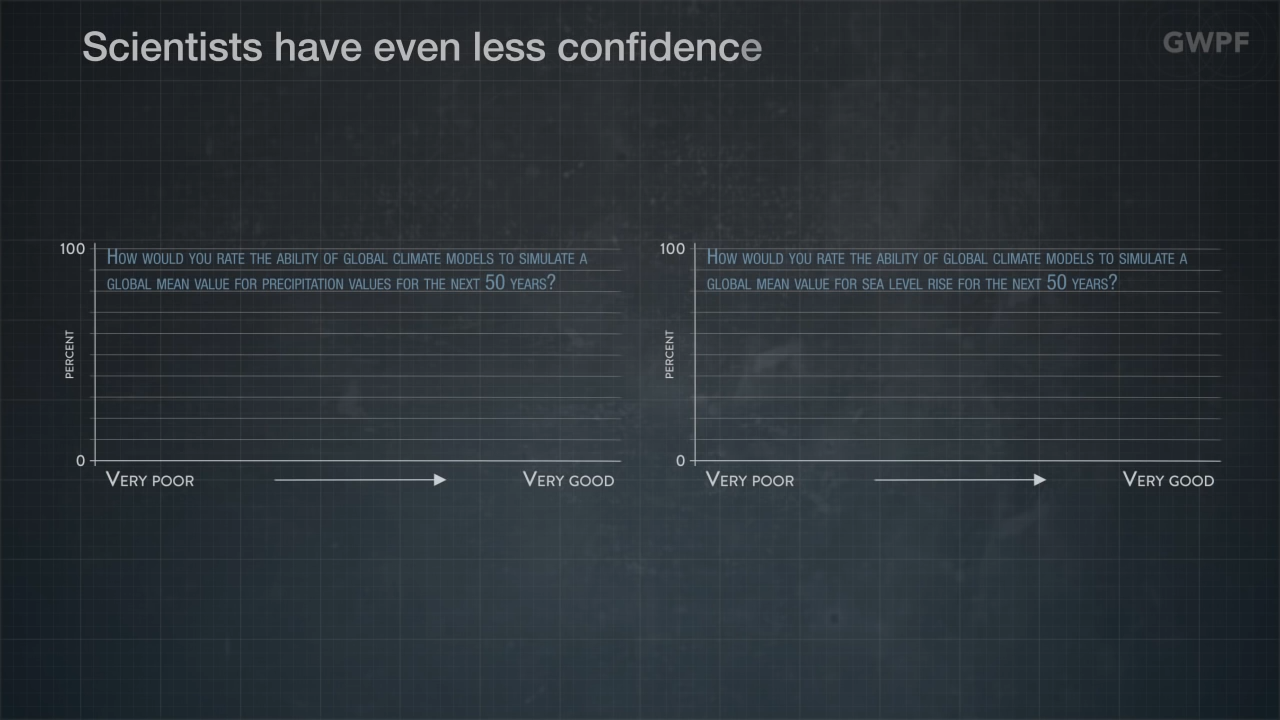 Scientists have even less confidence
GWPF
100
How would you rate the ability of global climate models to simulate a
global mean value for precipitation values for the next 50 years?
PERCENT
0
Very poor
Very good
100
How would you rate the ability of global climate models to simulate a
global mean value for sea level rise for the next 50 years?
PERCENT
0
Very poor
Very good